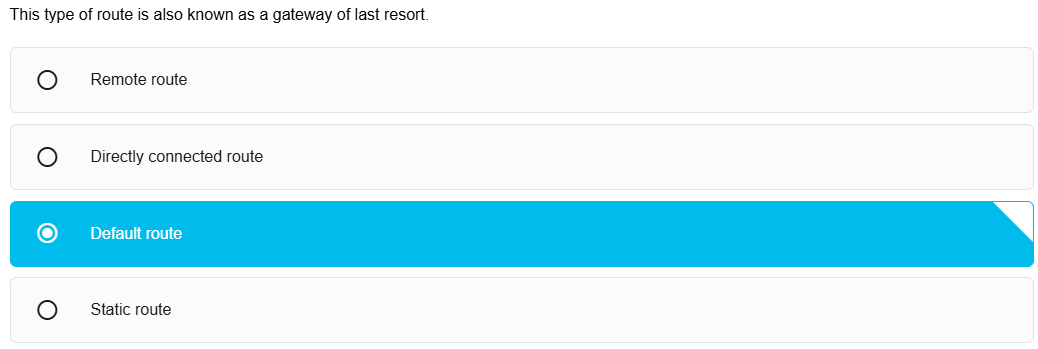 This type of route is also known as a gateway of last resort.
Remote route
Directly connected route
Default route
Static route